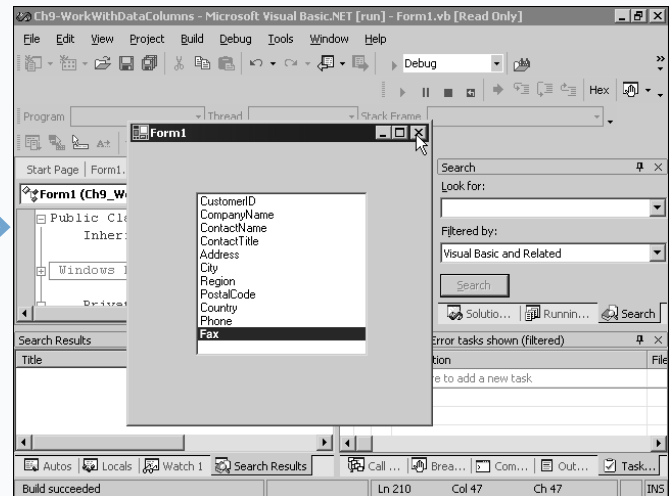 Ch9-WorkWithDataColumns - Microsoft Visual Basic.NET [run] - Form1.vb [Read Only]
File Edit View Project Build Debug Tools Window Help
Debug
Hex
Program Thread Stack Frame
Form1
Start Page Form1.
Form1 (Ch9_W
Public Cla
Inher
Windows
Privat
CustomerID
CompanyName
ContactName
ContactTitle
Address
City
Region
PostalCode
Country
Phone
Fax
Search
Look for:
Filtered by:
Visual Basic and Related
Search
Solutio... Runnin... Search
Search Results
Title
Error tasks shown (filtered)
tion File
re to add a new task
Autos Locals Watch 1 Search Results Call ... Brea... Com... Out... Task...
Build succeeded Ln 210 Col 47 Ch 47 INS